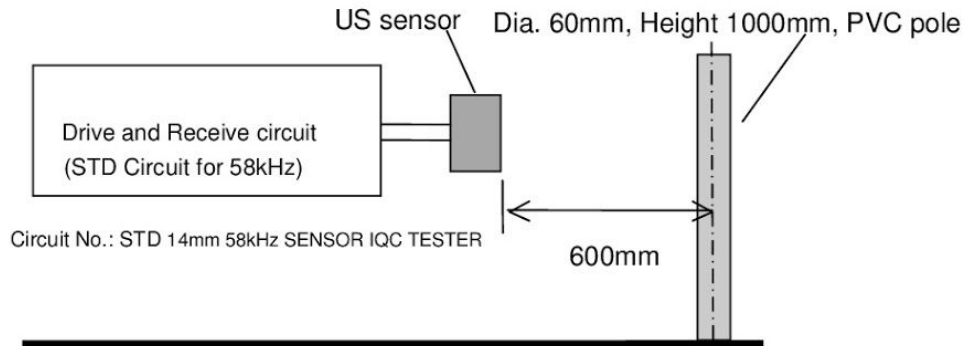 US sensor
Dia. 60mm, Height 1000mm, PVC pole
Drive and Receive circuit
(STD Circuit for 58kHz)
Circuit No.: STD 14mm 58kHz SENSOR IQC TESTER
600mm